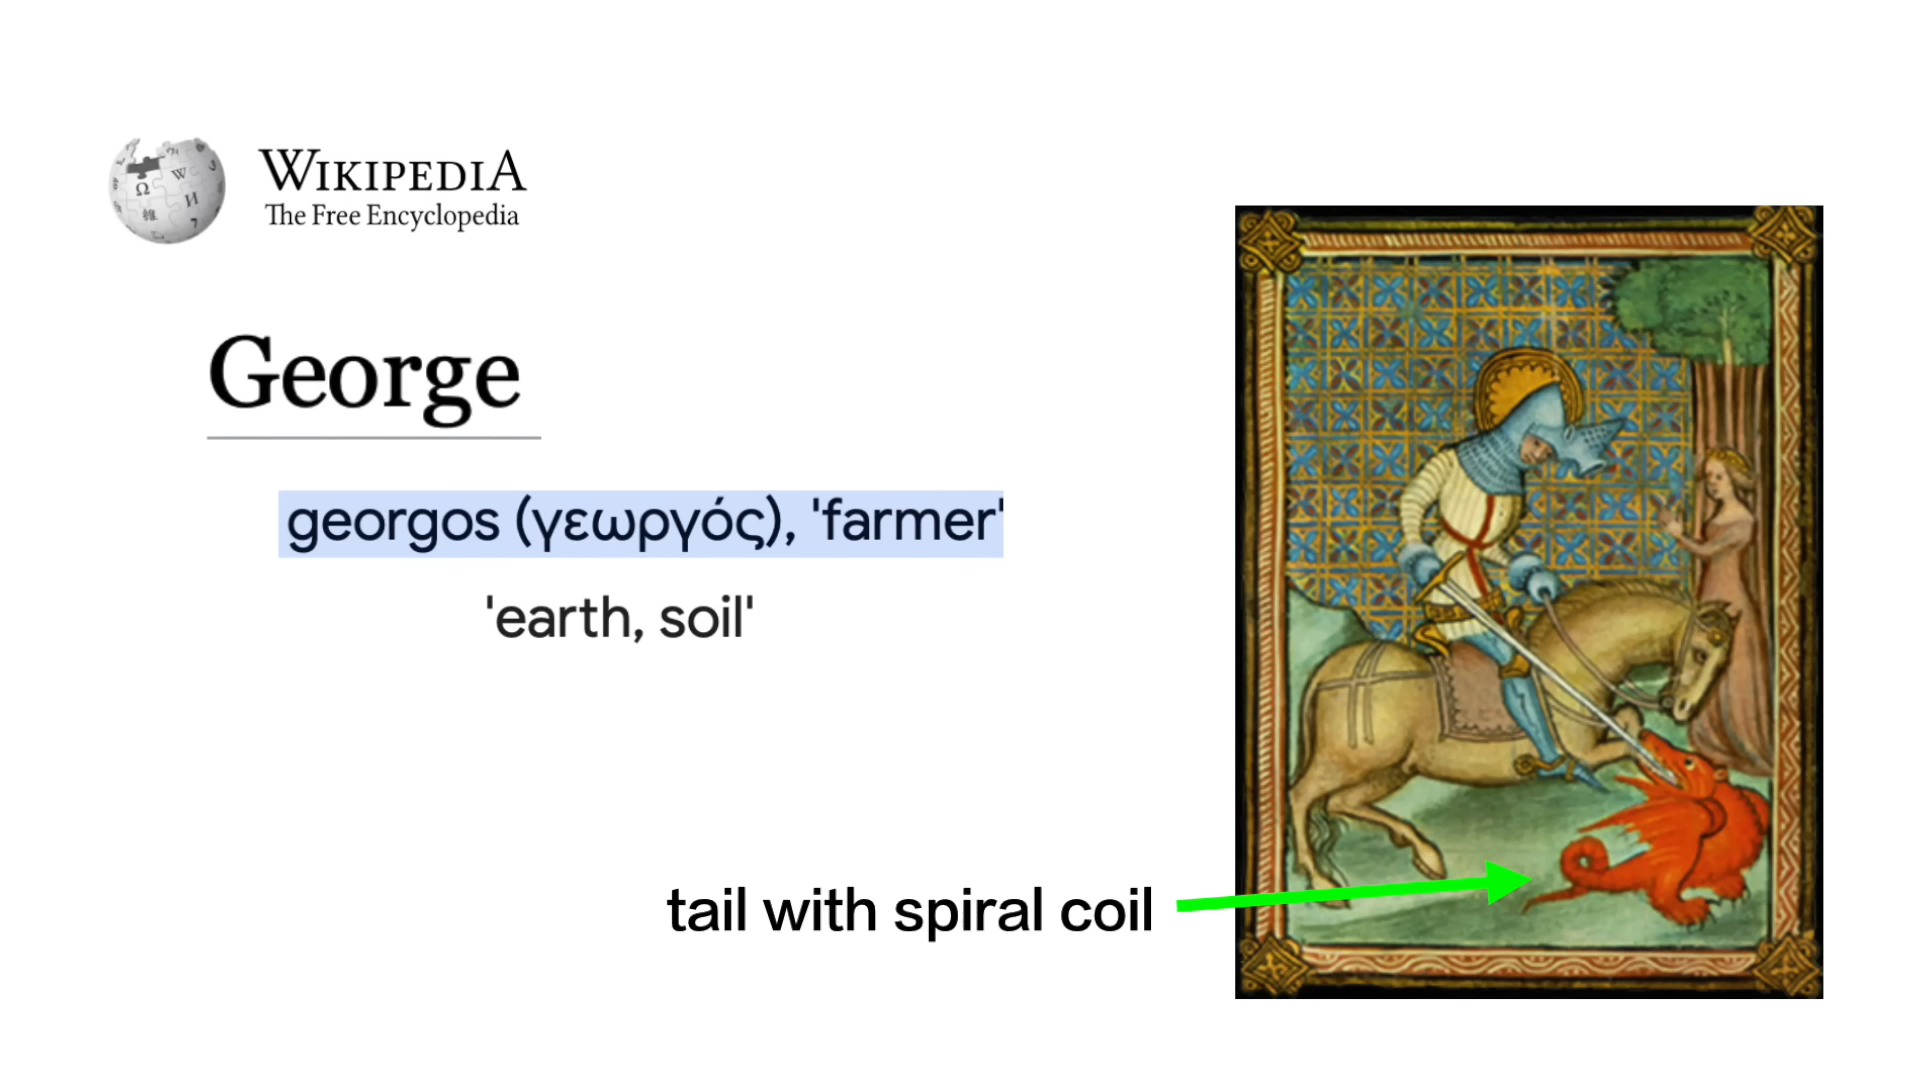 WIKIPEDIA
The Free Encyclopedia
George
georgos (γεωργός), 'farmer'
'earth, soil'
tail with spiral coil